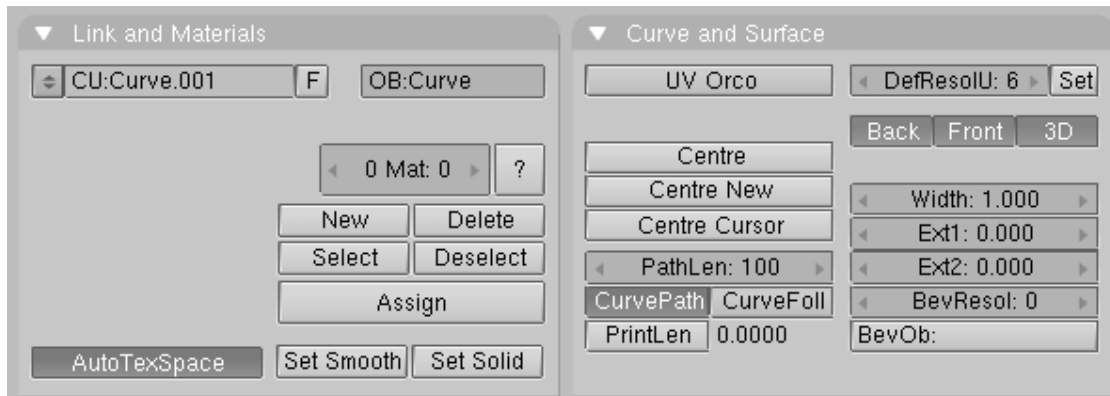 Link and Materials
CU:Curve.001 F OB:Curve
0 Mat: 0 ?
New Delete
Select Deselect
Assign
AutoTexSpace Set Smooth Set Solid
Curve and Surface
UV Orco DefResolU: 6 Set
Back Front 3D
Centre
Centre New
Width: 1.000
Centre Cursor
Ext1: 0.000
PathLen: 100 Ext2: 0.000
CurvePath CurveFoll BevResol: 0
PrintLen 0.0000 BevOb: